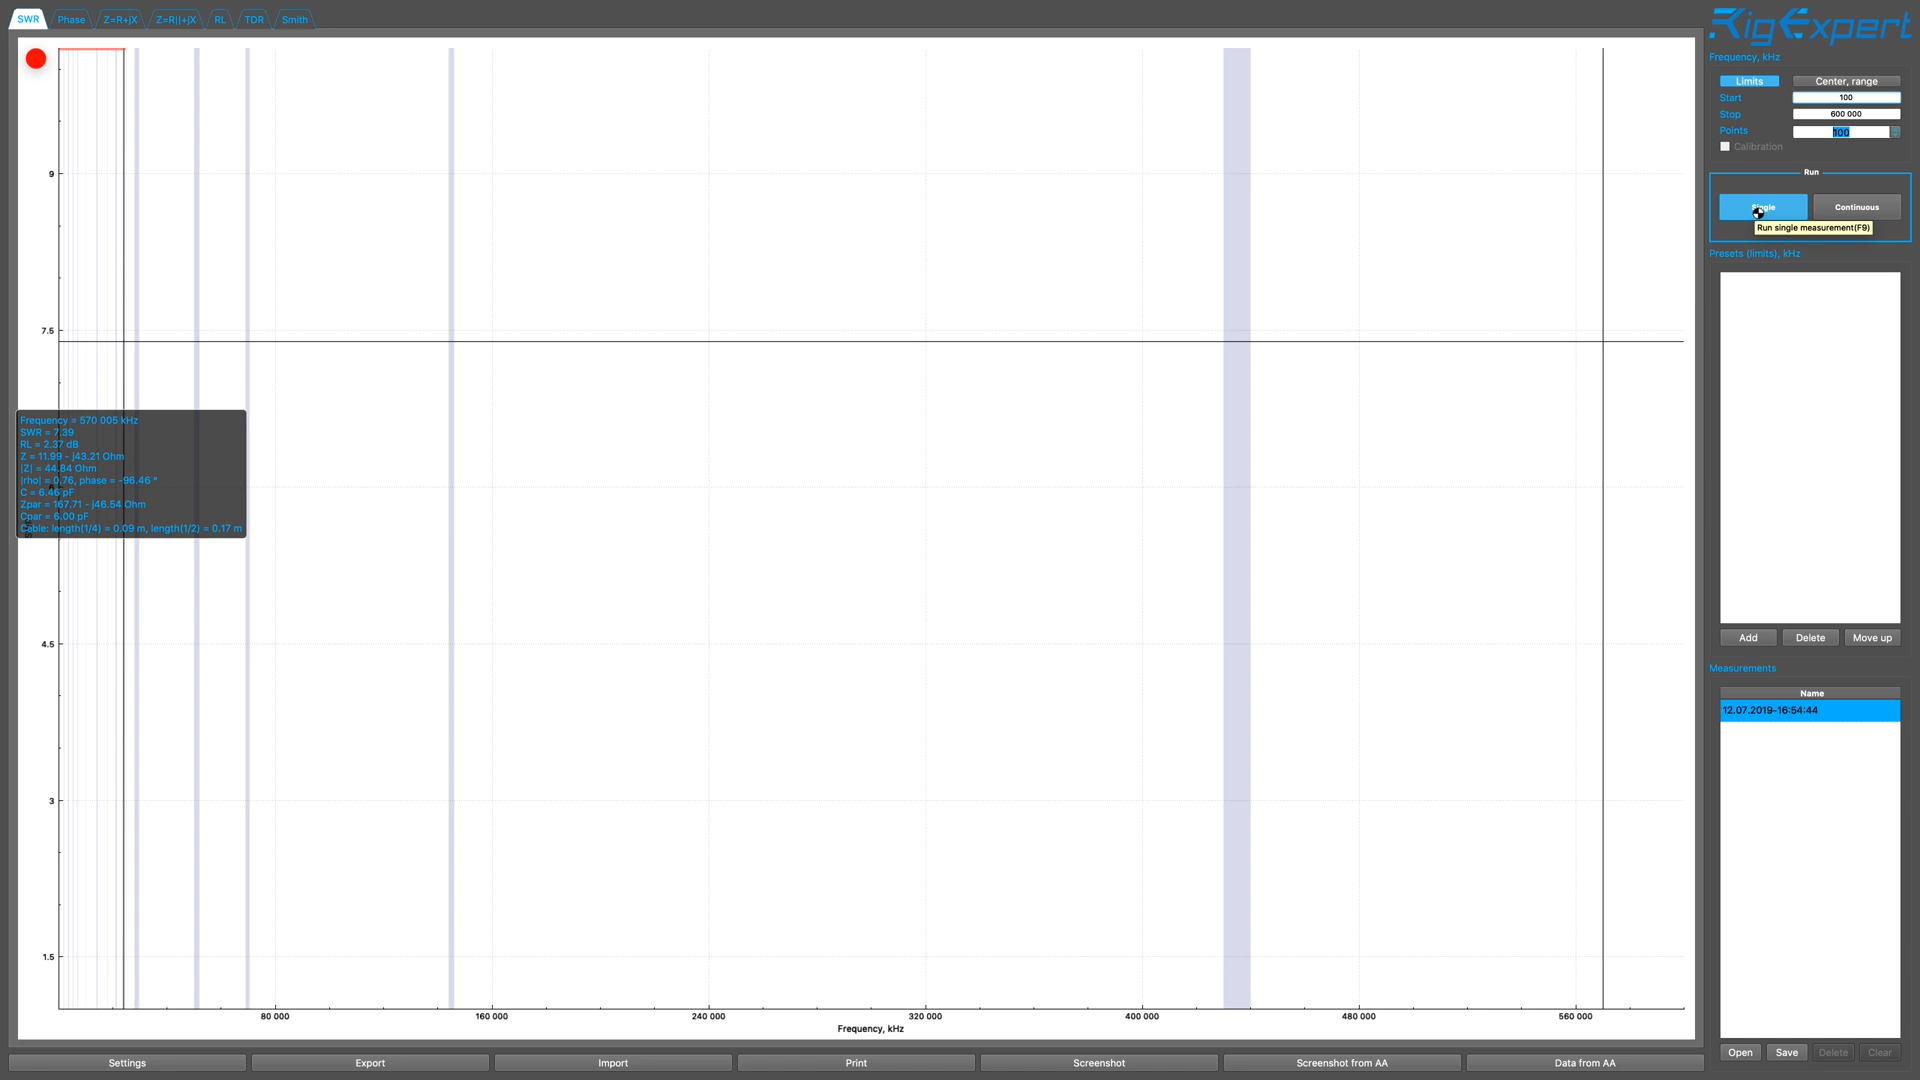 SWR Phase Z=R+jX Z=R||+jX RL TDR Smith
RigExpert
Frequency, kHz
Limits Center, range
Start 100
Stop 600 000
Points 100
Calibration
Run
Single Continuous
Run single measurement(F9)
Presets (limits), kHz
9
7.5
Frequency = 570 005 kHz
SWR = 7.39
RL = 2.37 dB
Z = 11.99 - j43.21 Ohm
|Z| = 44.84 Ohm
|rho| = 0.76, phase = -96.46 °
C = 6.46 pF
Zpar = 167.71 - j46.54 Ohm
Cpar = 6.00 pF
Cable: length(1/4) = 0.09 m, length(1/2) = 0.17 m
4.5
3
1.5
80 000 160 000 240 000 320 000 400 000 480 000 560 000
Frequency, kHz
Add Delete Move up
Measurements
Name
12.07.2019-16:54:44
Open Save Delete Clear
Settings Export Import Print Screenshot Screenshot from AA Data from AA